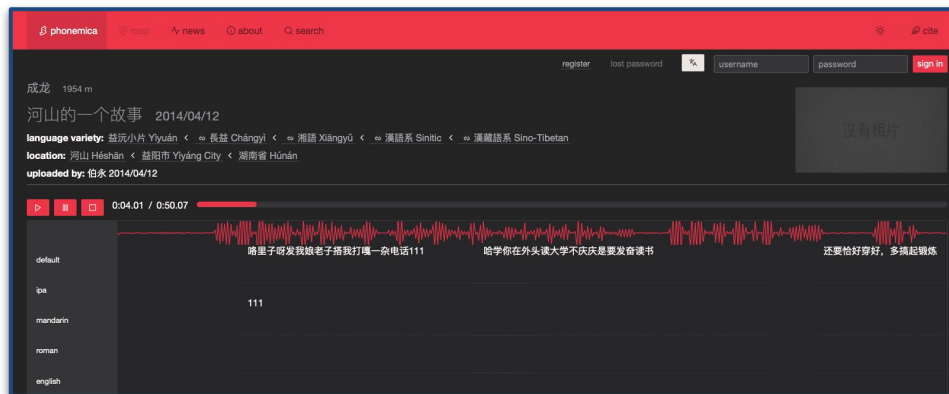 phonemica map news about search cite
register lost password 文A username password sign in
成龙 1954 m
河山的一个故事 2014/04/12
沒有相片
language variety: 益沅小片 Yìyuán < ∞ 長益 Chángyì < ∞ 湘語 Xiāngyǔ < ∞ 漢語系 Sinitic < ∞ 漢藏語系 Sino-Tibetan
location: 河山 Héshān < 益阳市 Yìyáng City < 湖南省 Húnán
uploaded by: 伯永 2014/04/12
0:04.01 / 0:50.07
default 咯里子呀发我娘老子搭我打嘎一杂电话111 哈学你在外头读大学不庆庆是要发奋读书 还要恰好穿好，多搞起锻炼
ipa
111
mandarin
roman
english